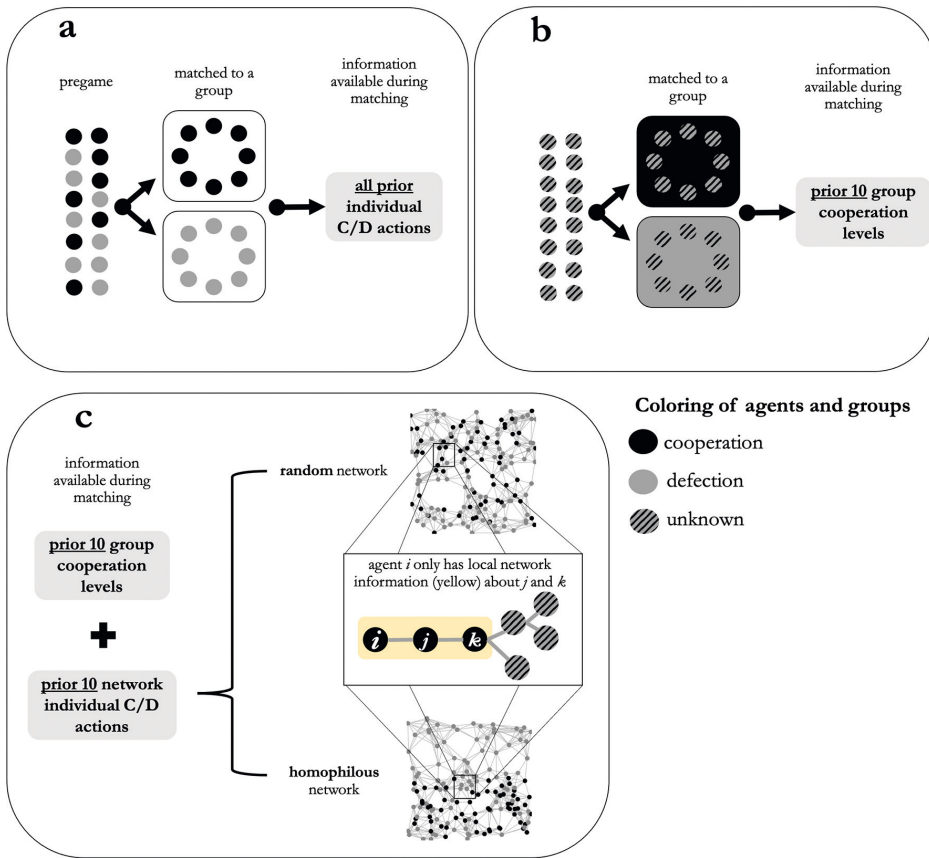 a
pregame
matched to a
group
information
available during
matching
all prior
individual
C/D actions
b
matched to a
group
information
available during
matching
prior 10 group
cooperation
levels
c
information
available during
matching
prior 10 group
cooperation
levels
prior 10 network
individual C/D
actions
random network
agent i only has local network
information (yellow) about j and k
i j k
homophilous
network
Coloring of agents and groups
cooperation
defection
unknown